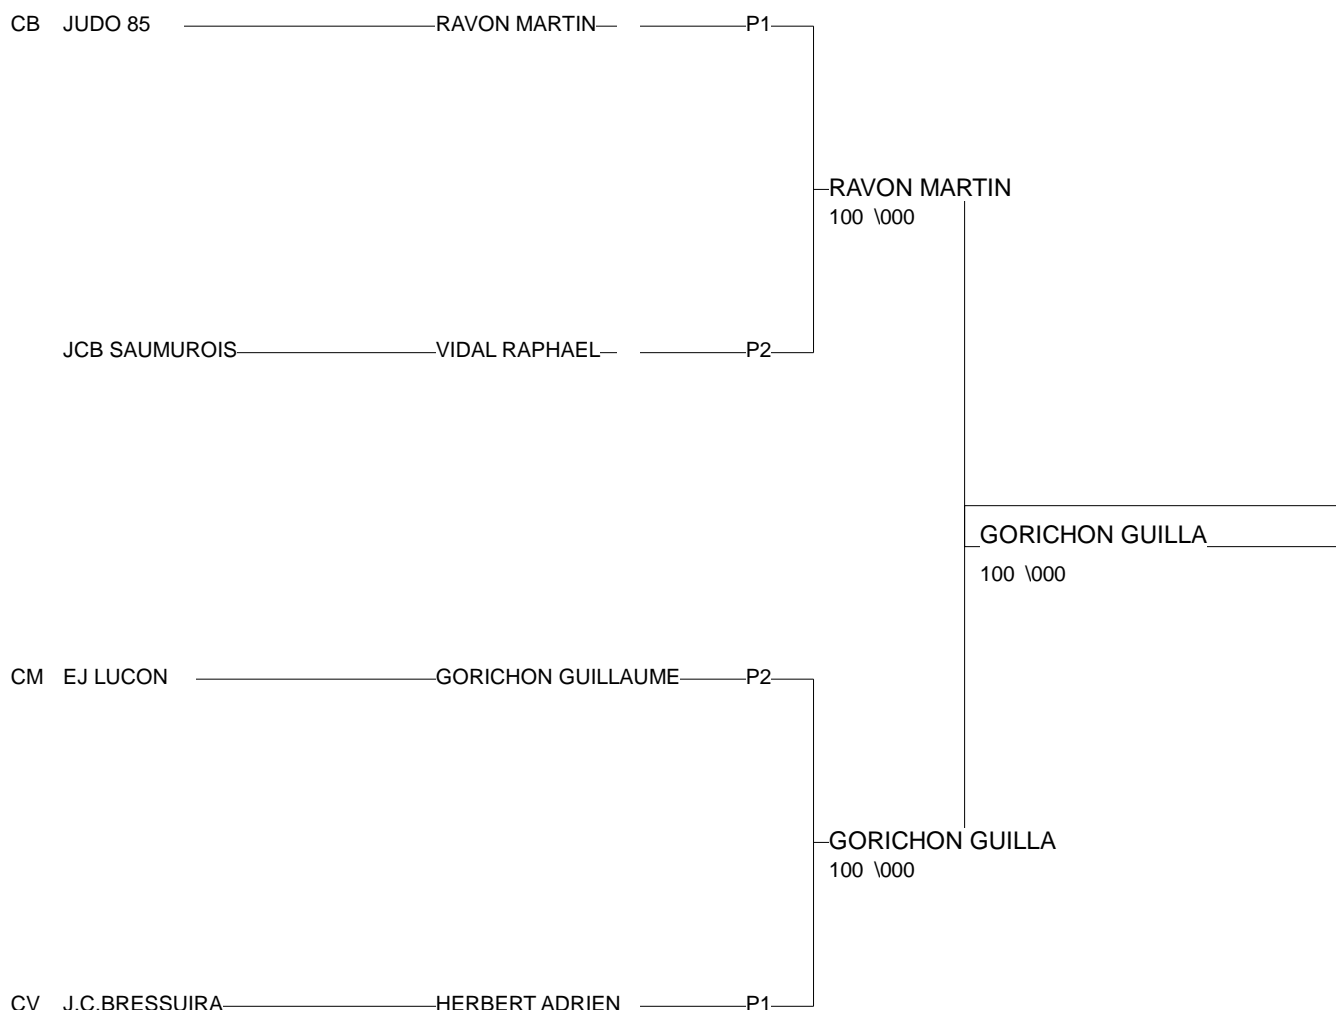 CB JUDO 85 RAVON MARTIN P1
RAVON MARTIN
100 \000
JCB SAUMUROIS VIDAL RAPHAEL P2
GORICHON GUILLA
100 \000
CM EJ LUCON GORICHON GUILLAUME P2
GORICHON GUILLA
100 \000
CV J.C.BRESSUIRA HERBERT ADRIEN P1